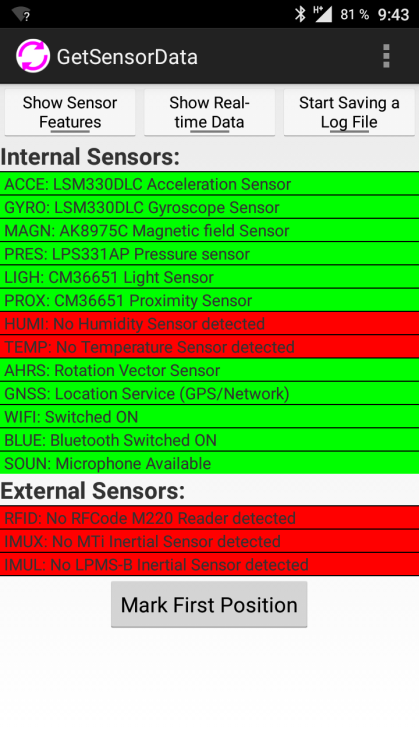 ? H+ 81 % 9:43
GetSensorData
Show Sensor
Features
Show Real-
time Data
Start Saving a
Log File
Internal Sensors:
ACCE: LSM330DLC Acceleration Sensor
GYRO: LSM330DLC Gyroscope Sensor
MAGN: AK8975C Magnetic field Sensor
PRES: LPS331AP Pressure sensor
LIGH: CM36651 Light Sensor
PROX: CM36651 Proximity Sensor
HUMI: No Humidity Sensor detected
TEMP: No Temperature Sensor detected
AHRS: Rotation Vector Sensor
GNSS: Location Service (GPS/Network)
WIFI: Switched ON
BLUE: Bluetooth Switched ON
SOUN: Microphone Available
External Sensors:
RFID: No RFCode M220 Reader detected
IMUX: No MTi Inertial Sensor detected
IMUL: No LPMS-B Inertial Sensor detected
Mark First Position